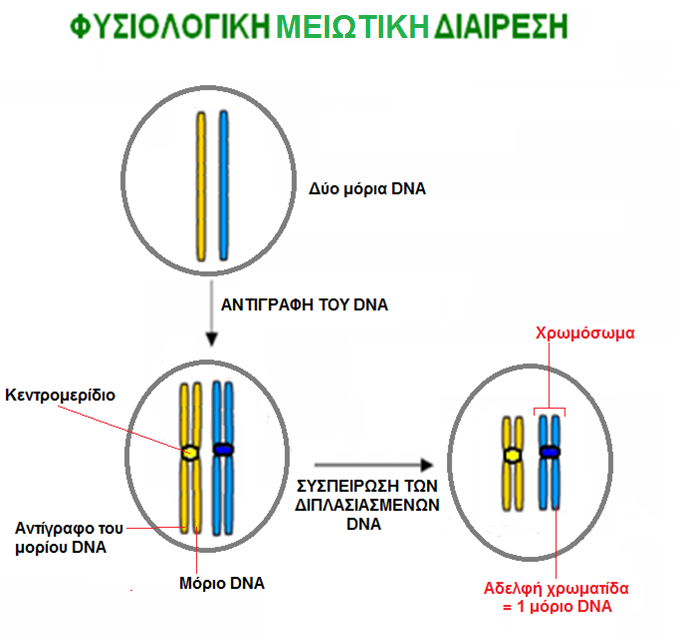 ΦΥΣΙΟΛΟΓΙΚΗ ΜΕΙΩΤΙΚΗ ΔΙΑΙΡΕΣΗ
Δύο μόρια DNA
ΑΝΤΙΓΡΑΦΗ ΤΟΥ DNA
Χρωμόσωμα
Κεντρομερίδιο
ΣΥΣΠΕΙΡΩΣΗ ΤΩΝ
ΔΙΠΛΑΣΙΑΣΜΕΝΩΝ
DNA
Αντίγραφο του
μορίου DNA
Μόριο DNA
Αδελφή χρωματίδα
= 1 μόριο DNA